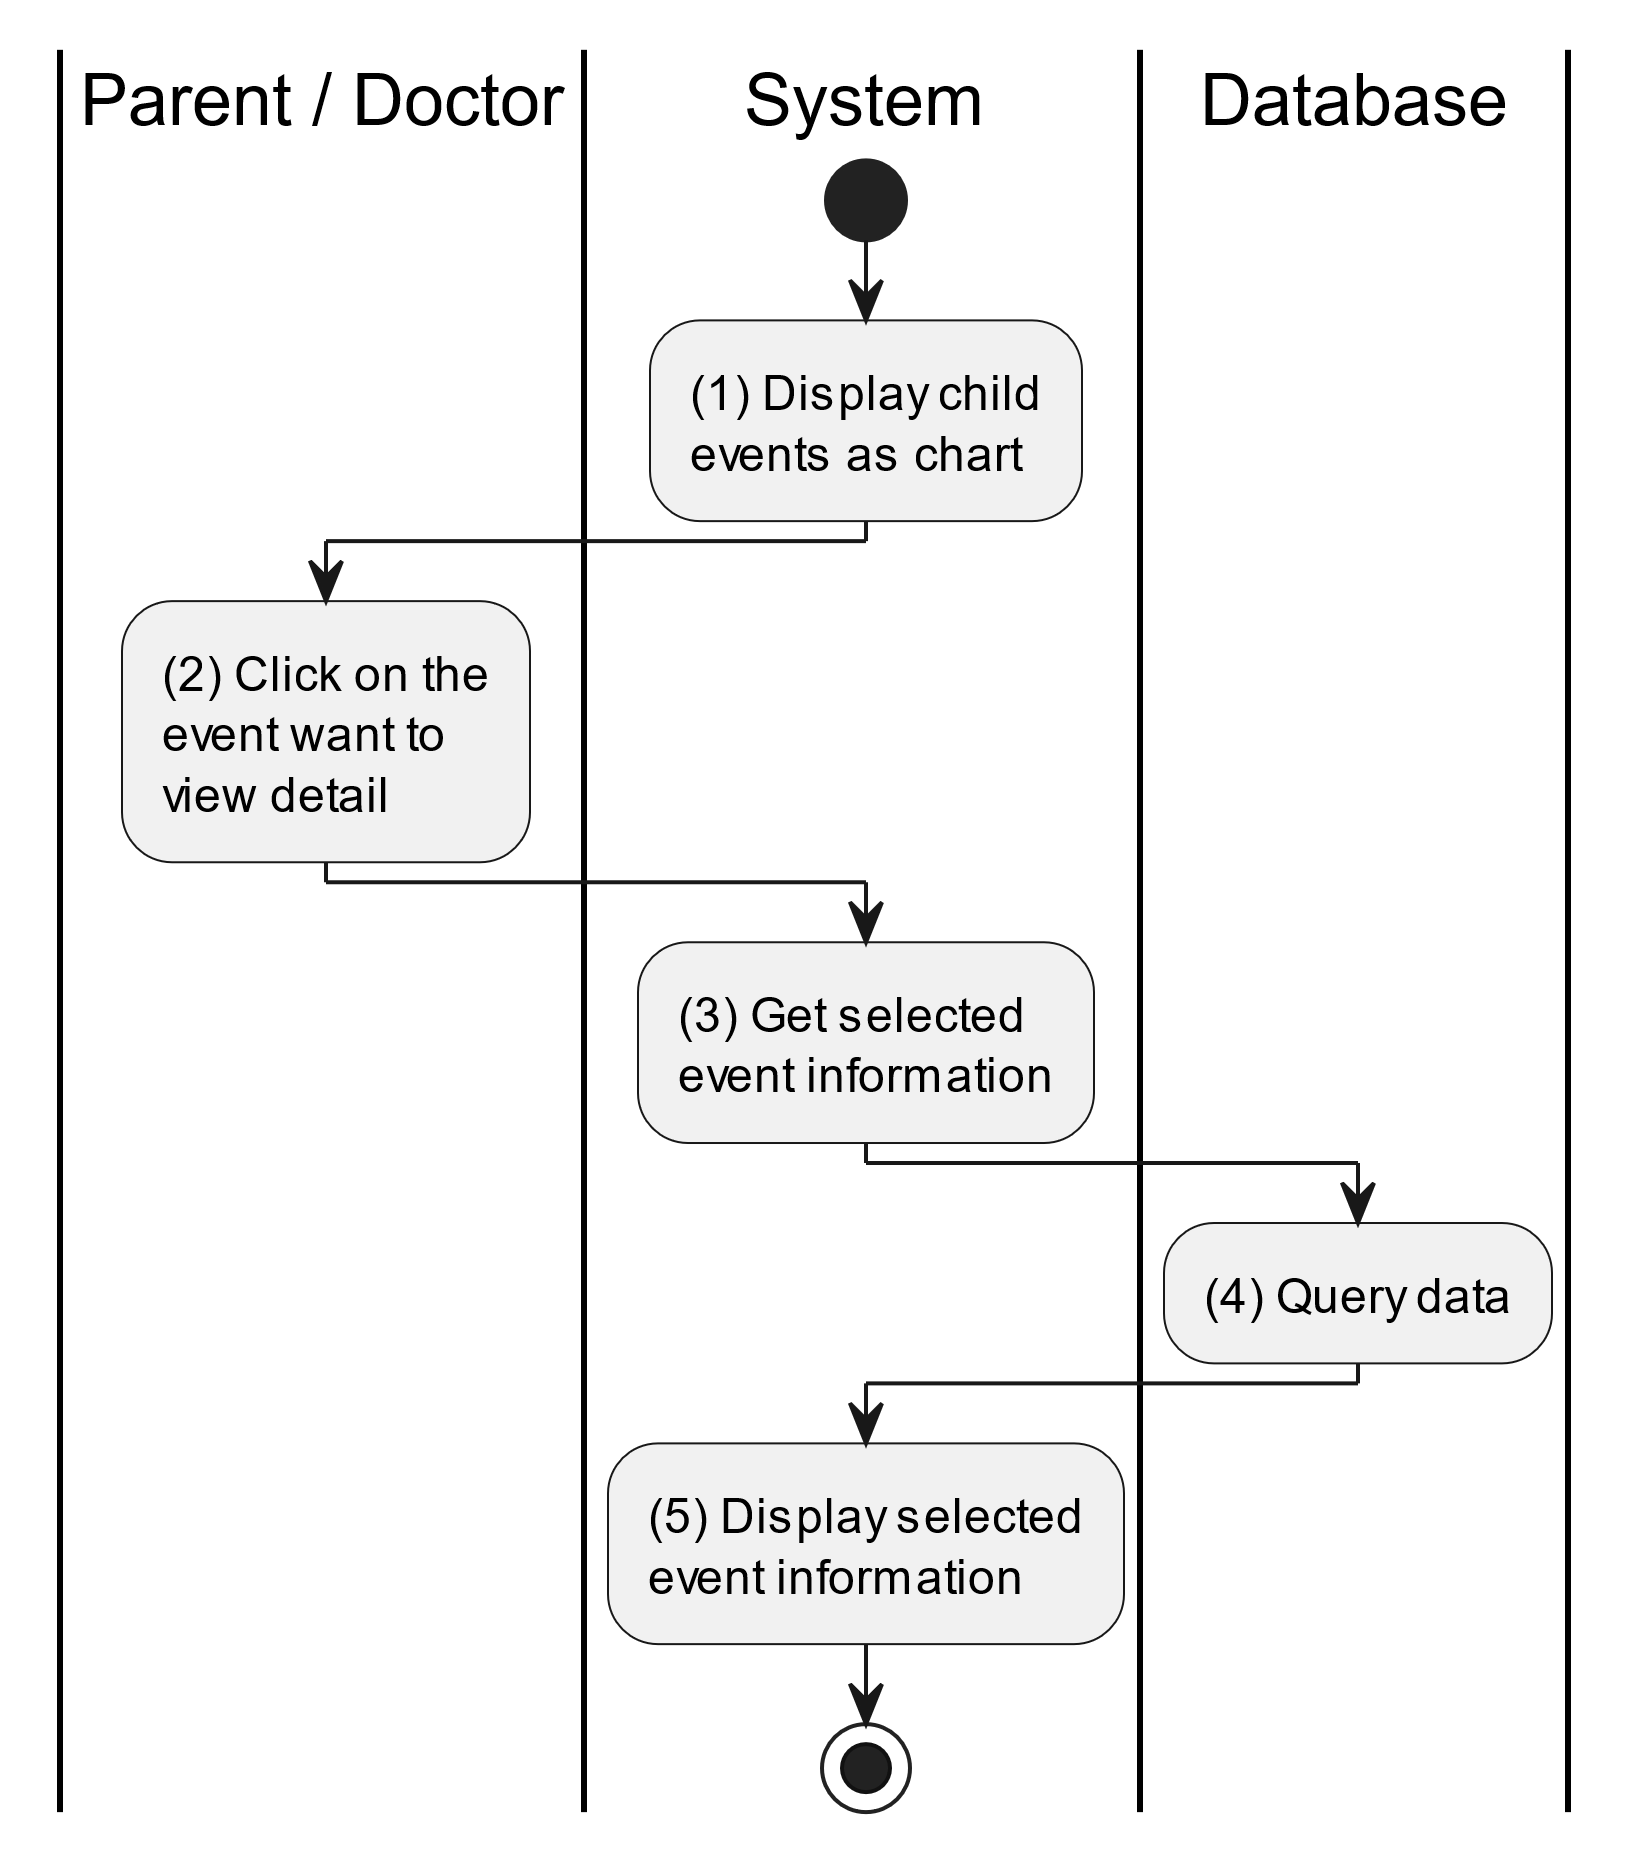 Parent / Doctor
System
Database
(1) Display child
events as chart
(2) Click on the
event want to
view detail
(3) Get selected
event information
(4) Query data
(5) Display selected
event information